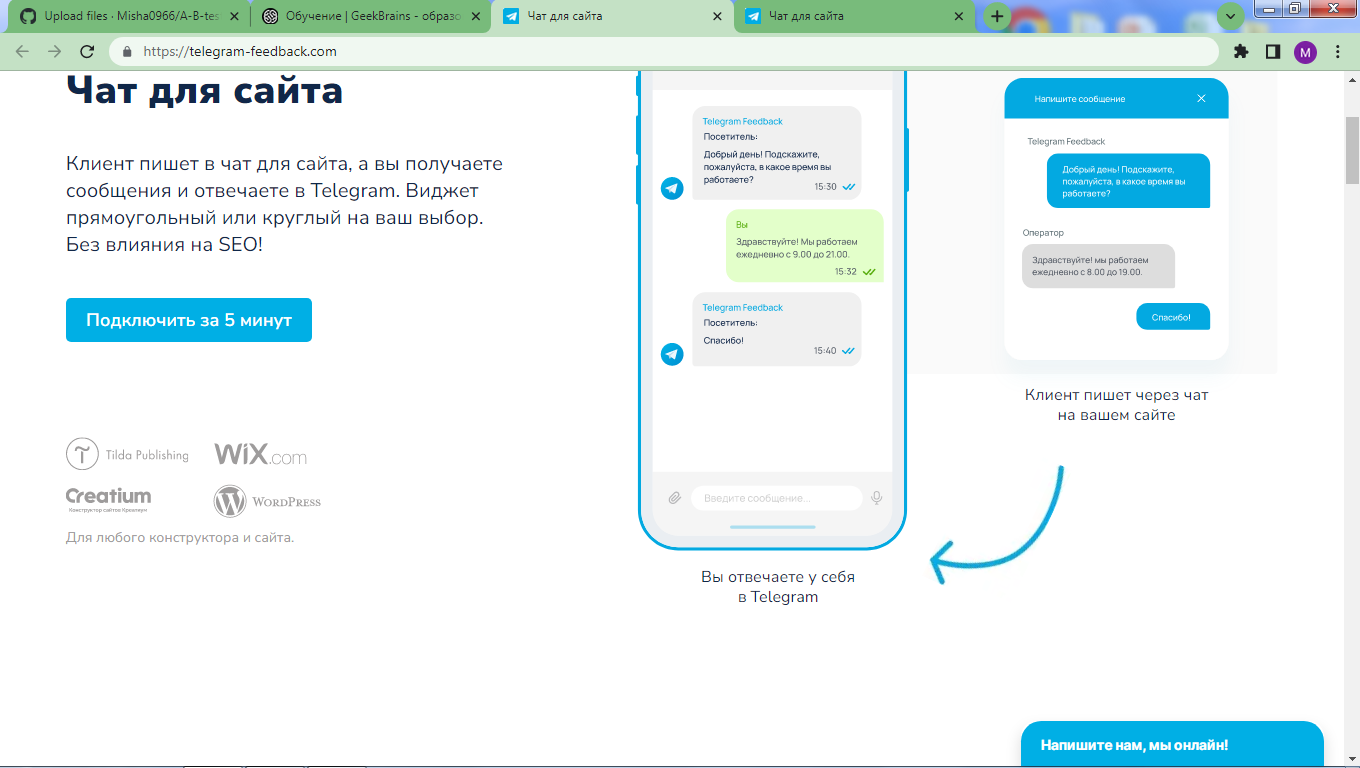 Upload files · Misha0966/A-B-tes
Обучение | GeekBrains - образо
Чат для сайта
Чат для сайта
https://telegram-feedback.com
M
Чат для сайта
Клиент пишет в чат для сайта, а вы получаете
сообщения и отвечаете в Telegram. Виджет
прямоугольный или круглый на ваш выбор.
Без влияния на SEO!
Подключить за 5 минут
Tilda Publishing
WiX.com
Creatium
Конструктор сайтов Креатиум
WORDPRESS
Для любого конструктора и сайта.
Telegram Feedback
Посетитель:
Добрый день! Подскажите,
пожалуйста, в какое время вы
работаете?
15:30
Вы
Здравствуйте! Мы работаем
ежедневно с 9.00 до 21.00.
15:32
Telegram Feedback
Посетитель:
Спасибо!
15:40
Введите сообщение...
Вы отвечаете у себя
в Telegram
Напишите сообщение
Telegram Feedback
Добрый день! Подскажите,
пожалуйста, в какое время вы
работаете?
Оператор
Здравствуйте! мы работаем
ежедневно с 8.00 до 19.00.
Спасибо!
Клиент пишет через чат
на вашем сайте
Напишите нам, мы онлайн!